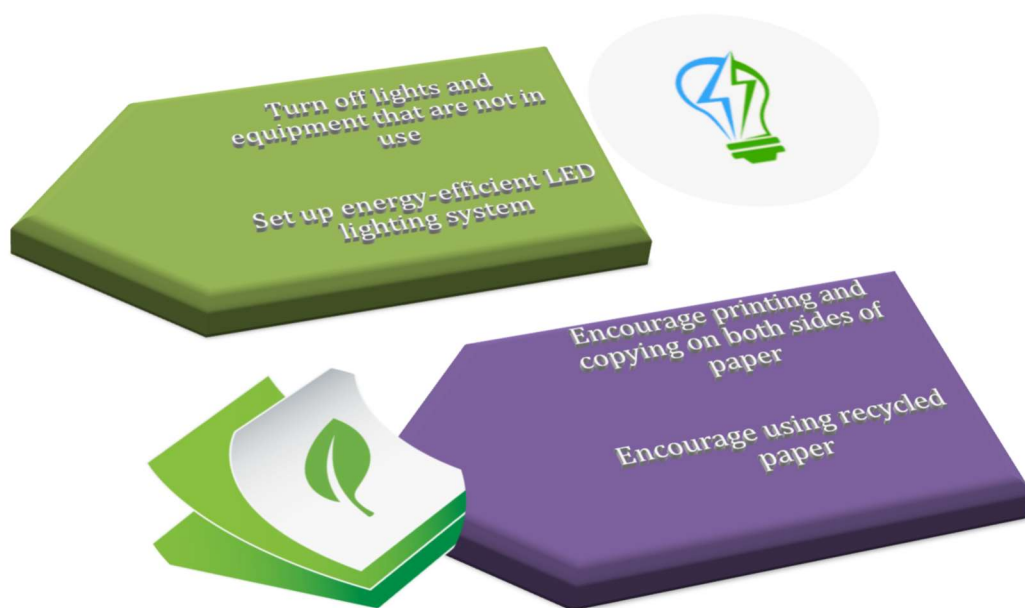 Turn off lights and
equipment that are not in
use
Set up energy-efficient LED
lighting system
Encourage printing and
copying on both sides of
paper
Encourage using recycled
paper